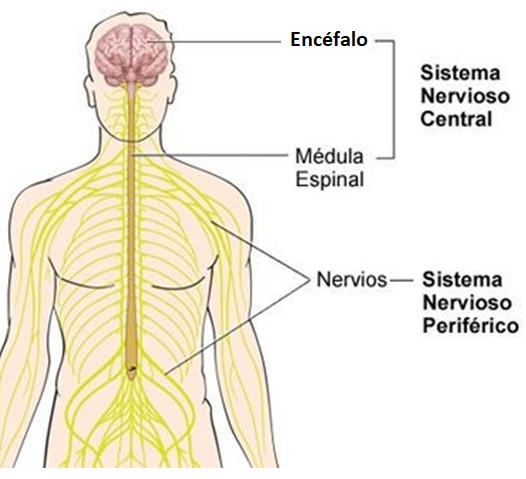 Encéfalo
Sistema
Nervioso
Central
Médula
Espinal
Nervios
Sistema
Nervioso
Periférico